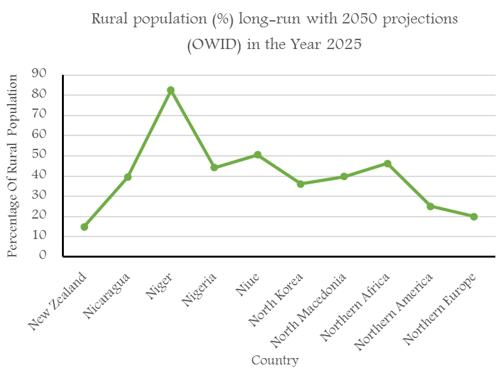 Rural population (%) long-run with 2050 projections
(OWID) in the Year 2025
Percentage Of Rural Population
90
80
70
60
50
40
30
20
10
0
New Zealand
Nicaragua
Niger
Nigeria
Niue
North Korea
North Macedonia
Northern Africa
Northern America
Northern Europe
Country